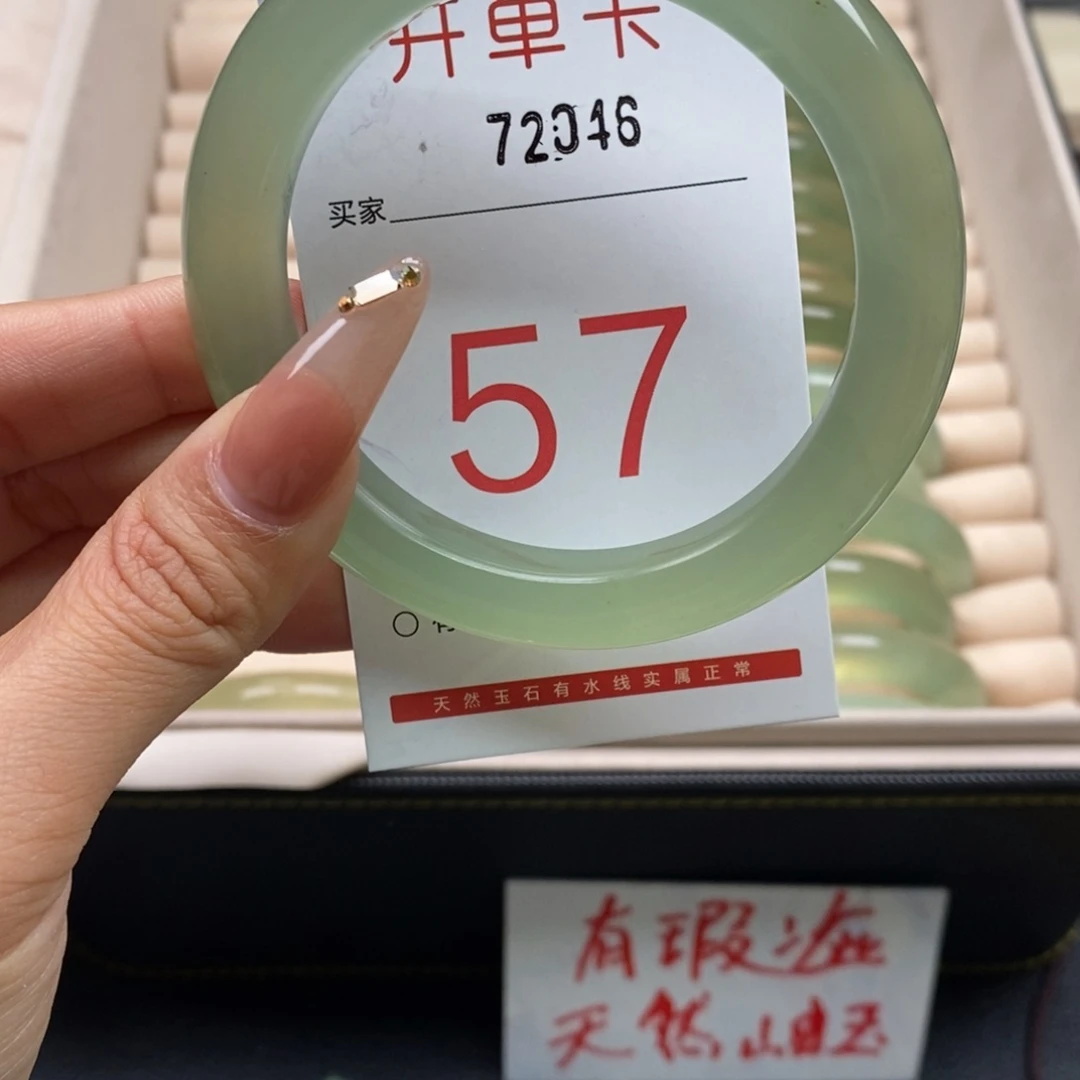 开单卡
72046
买家
57
天然玉石有水线实属正常
有瑕疵
天然岫玉